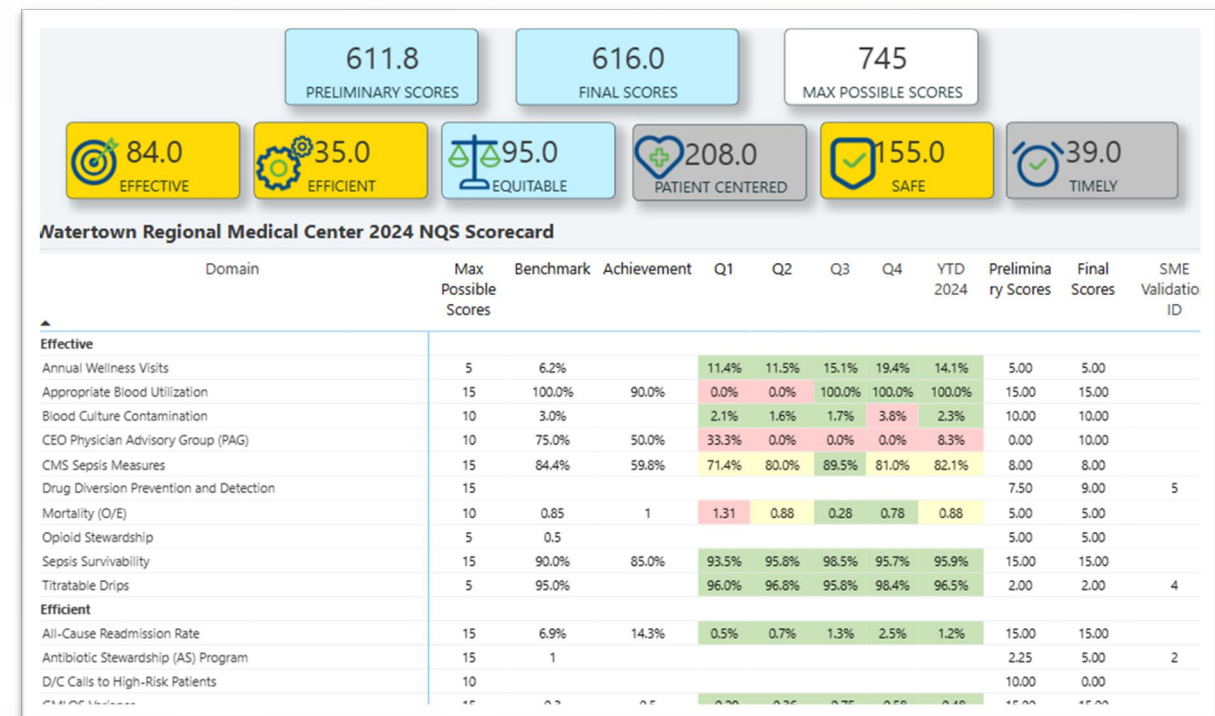 611.8
PRELIMINARY SCORES
616.0
FINAL SCORES
745
MAX POSSIBLE SCORES
84.0
EFFECTIVE
35.0
EFFICIENT
95.0
EQUITABLE
208.0
PATIENT CENTERED
155.0
SAFE
39.0
TIMELY
Watertown Regional Medical Center 2024 NQS Scorecard
Domain Max Possible Scores Benchmark Achievement Q1 Q2 Q3 Q4 YTD 2024 Prelimina ry Scores Final Scores SME Validatio ID
Effective
Annual Wellness Visits 5 6.2% 11.4% 11.5% 15.1% 19.4% 14.1% 5.00 5.00
Appropriate Blood Utilization 15 100.0% 90.0% 0.0% 0.0% 100.0% 100.0% 100.0% 15.00 15.00
Blood Culture Contamination 10 3.0% 2.1% 1.6% 1.7% 3.8% 2.3% 10.00 10.00
CEO Physician Advisory Group (PAG) 10 75.0% 50.0% 33.3% 0.0% 0.0% 0.0% 8.3% 0.00 10.00
CMS Sepsis Measures 15 84.4% 59.8% 71.4% 80.0% 89.5% 81.0% 82.1% 8.00 8.00
Drug Diversion Prevention and Detection 15 7.50 9.00 5
Mortality (O/E) 10 0.85 1 1.31 0.88 0.28 0.78 0.88 5.00 5.00
Opioid Stewardship 5 0.5 5.00 5.00
Sepsis Survivability 15 90.0% 85.0% 93.5% 95.8% 98.5% 95.7% 95.9% 15.00 15.00
Titratable Drips 5 95.0% 96.0% 96.8% 95.8% 98.4% 96.5% 2.00 2.00 4
Efficient
All-Cause Readmission Rate 15 6.9% 14.3% 0.5% 0.7% 1.3% 2.5% 1.2% 15.00 15.00
Antibiotic Stewardship (AS) Program 15 1 2.25 5.00 2
D/C Calls to High-Risk Patients 10 10.00 0.00